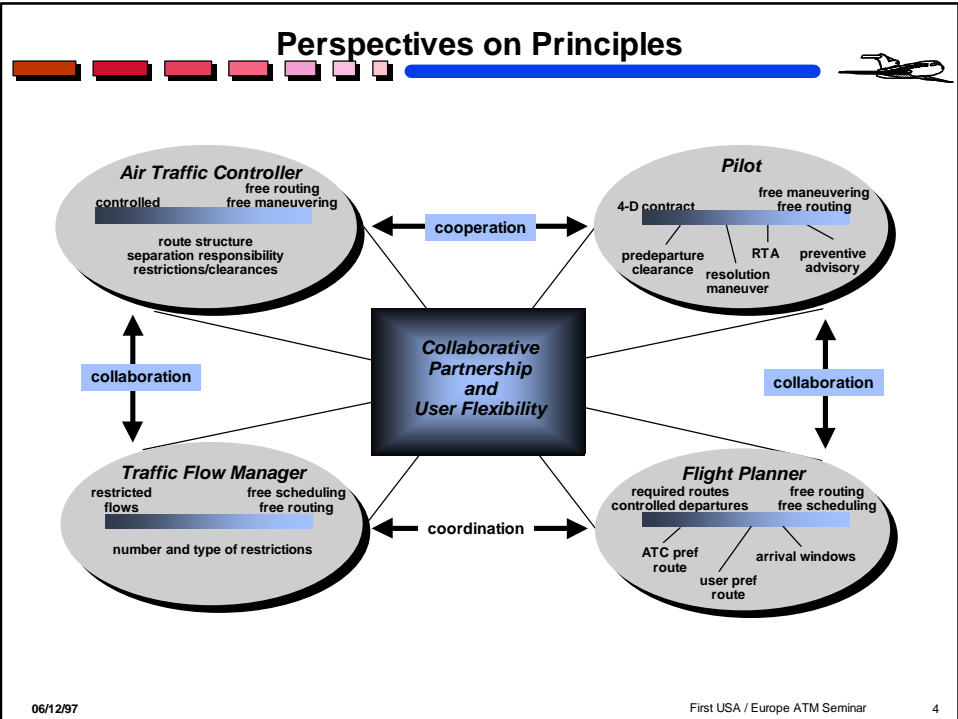 Perspectives on Principles
Air Traffic Controller
controlled
free routing
free maneuvering
route structure
separation responsibility
restrictions/clearances
cooperation
Pilot
4-D contract
free maneuvering
free routing
predeparture
clearance
resolution
maneuver
RTA
preventive
advisory
collaboration
Collaborative
Partnership
and
User Flexibility
collaboration
Traffic Flow Manager
restricted
flows
free scheduling
free routing
number and type of restrictions
coordination
Flight Planner
required routes
controlled departures
free routing
free scheduling
ATC pref
route
user pref
route
arrival windows
06/12/97
First USA / Europe ATM Seminar
4